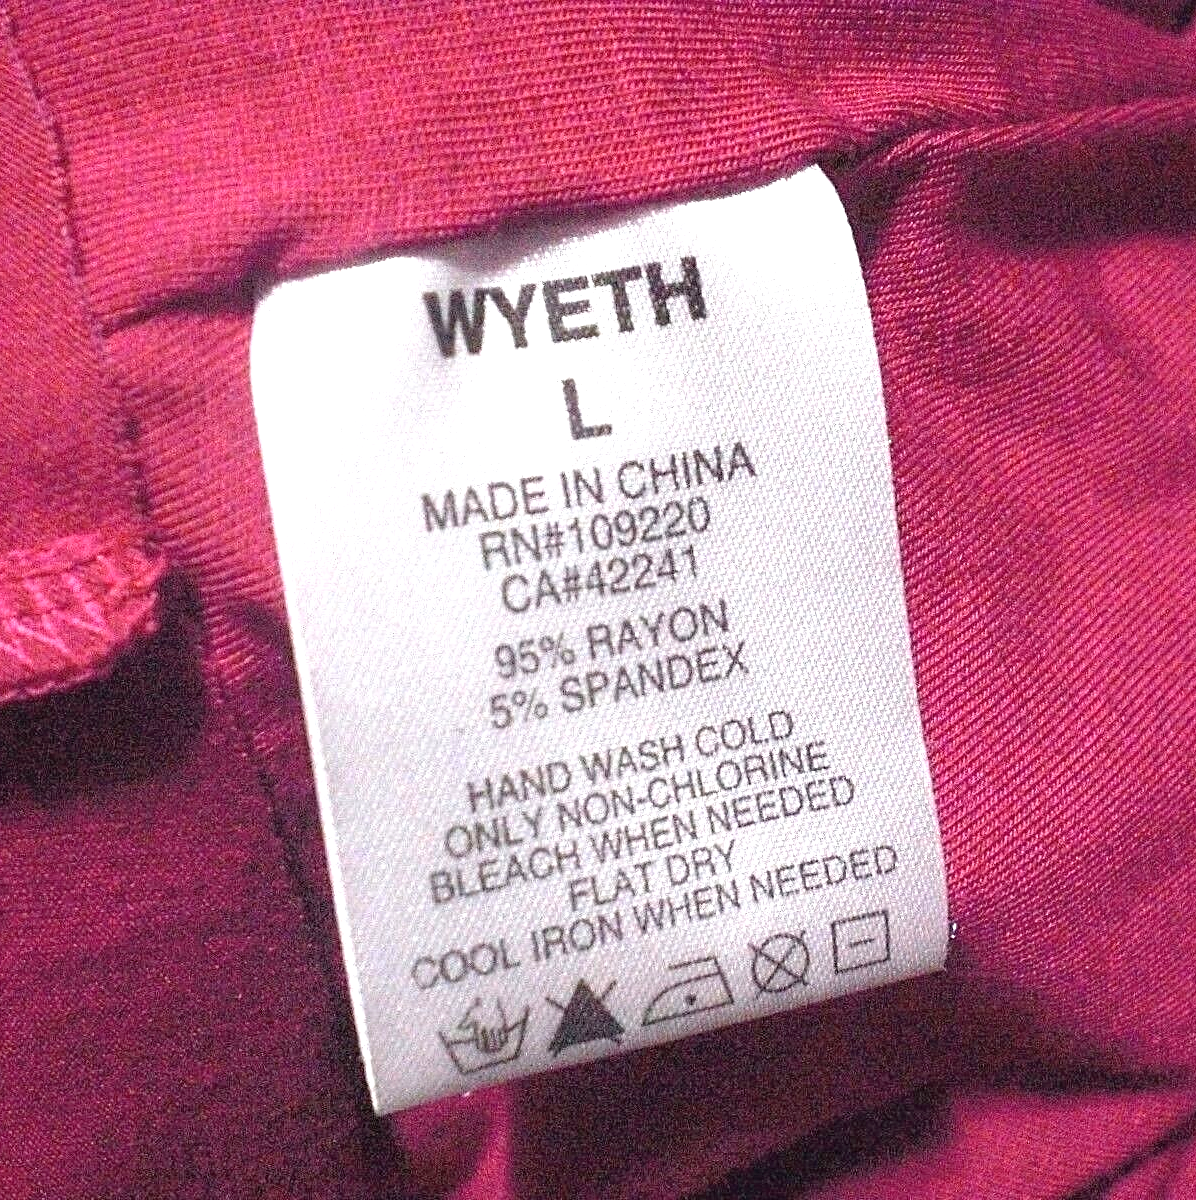 WYETH
L
MADE IN CHINA
RN#109220
CA#42241
95% RAYON
5% SPANDEX
HAND WASH COLD
ONLY NON-CHLORINE
BLEACH WHEN NEEDED
FLAT DRY
COOL IRON WHEN NEEDED